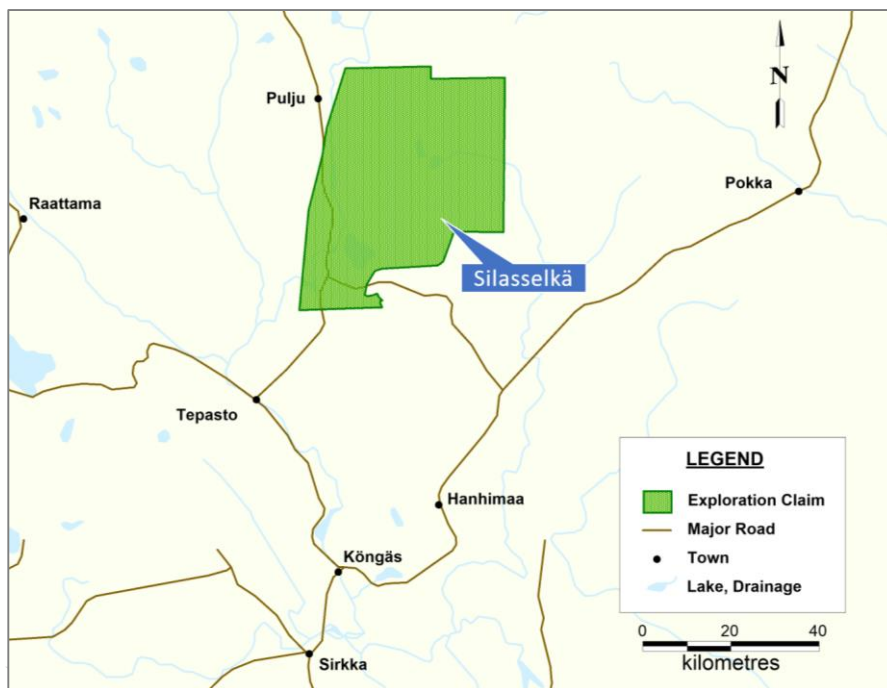 N
Pulju
Pokka
Raattama
Silasselkä
Tepasto
Hanhimaa
Köngäs
Sirkka
LEGEND
Exploration Claim
Major Road
Town
Lake, Drainage
0 20 40
kilometres